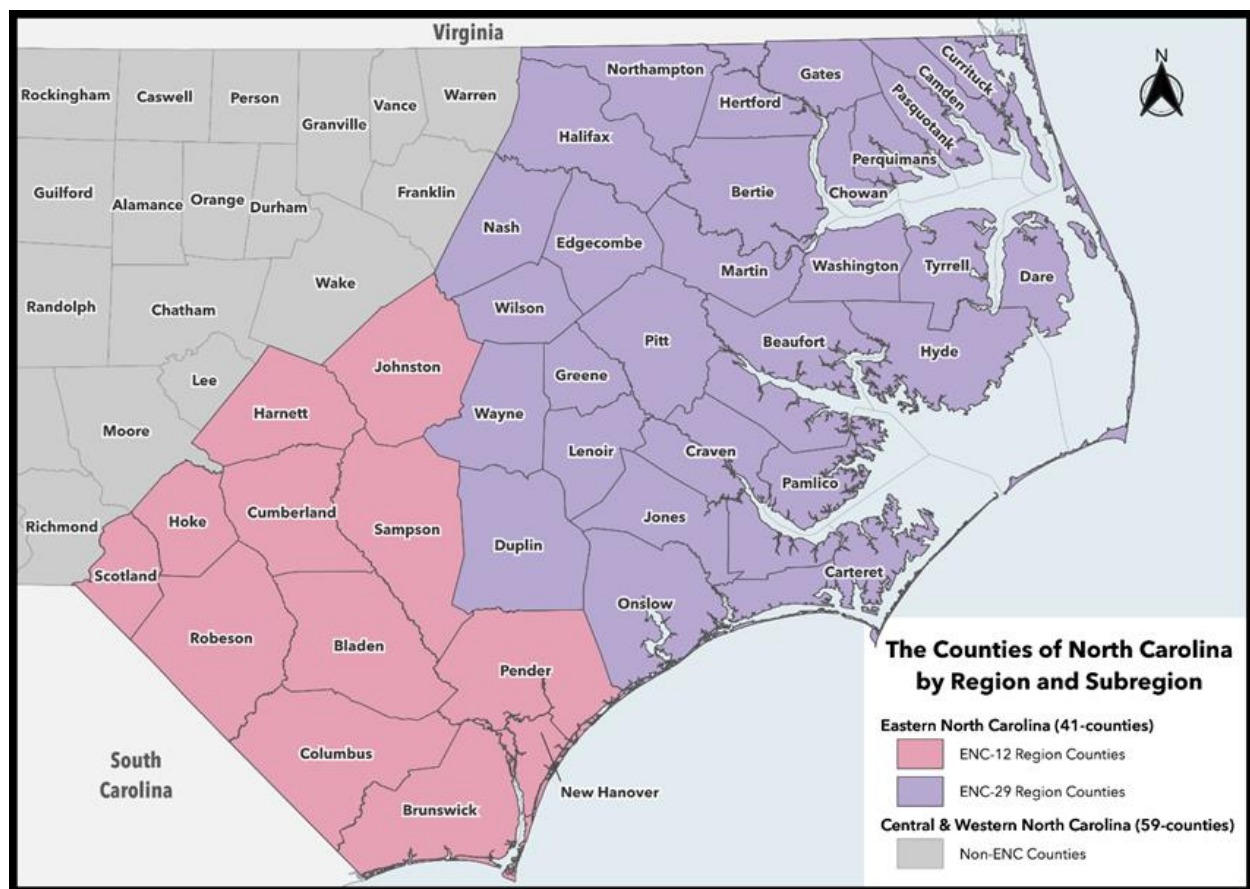 Virginia
N
Rockingham
Caswell
Person
Granville
Vance
Warren
Northampton
Gates
Currituck
Camden
Pasquotank
Hertford
Halifax
Perquimans
Guilford
Alamance
Orange
Durham
Franklin
Bertie
Chowan
Nash
Edgecombe
Martin
Washington
Tyrrell
Dare
Randolph
Chatham
Wake
Wilson
Pitt
Beaufort
Hyde
Lee
Johnston
Greene
Moore
Harnett
Wayne
Lenoir
Craven
Pamlico
Richmond
Hoke
Cumberland
Sampson
Duplin
Jones
Carteret
Scotland
Onslow
Robeson
Bladen
Pender
Columbus
Brunswick
New Hanover
South
Carolina
The Counties of North Carolina
by Region and Subregion
Eastern North Carolina (41-counties)
ENC-12 Region Counties
ENC-29 Region Counties
Central & Western North Carolina (59-counties)
Non-ENC Counties